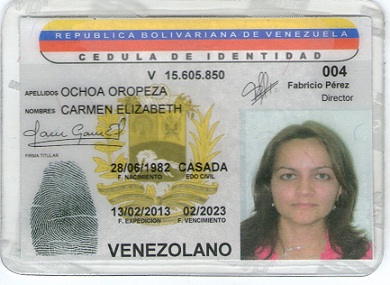 REPUBLICA BOLIVARIANA DE VENEZUELA
CEDULA DE IDENTIDAD
V 15.605.850
004
APELLIDOS OCHOA OROPEZA
Fabricio Pérez
Director
NOMBRES CARMEN ELIZABETH
FIRMA TITULAR
28/06/1982 CASADA
F. NACIMIENTO EDO CIVIL
13/02/2013 02/2023
F. EXPEDICIÓN F. VENCIMIENTO
VENEZOLANO